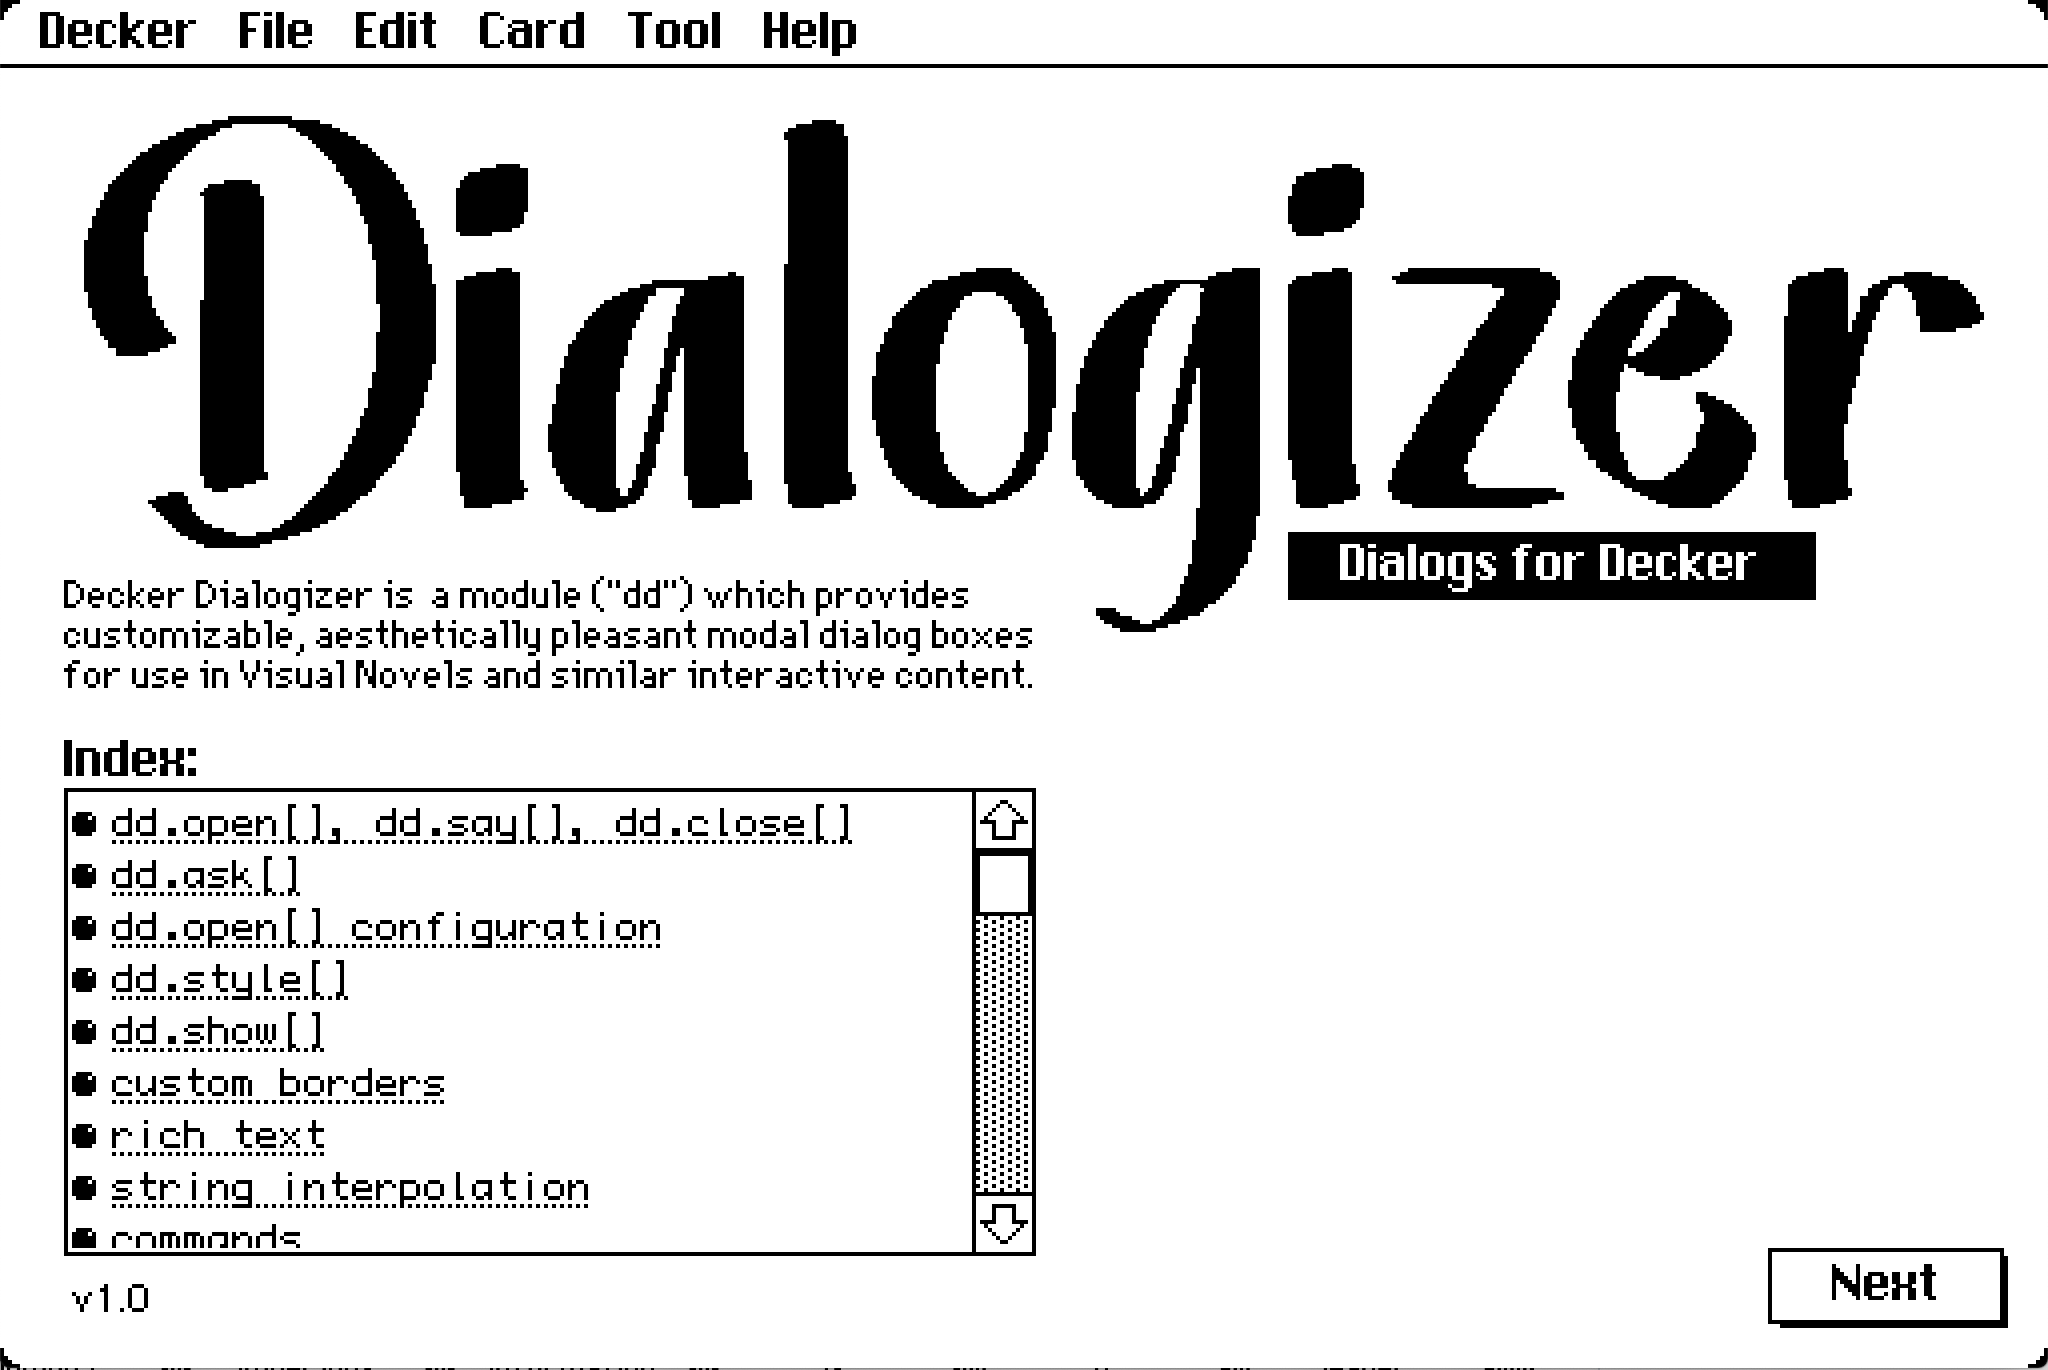 Decker File Edit Card Tool Help
Dialogizer
Dialogs for Decker
Decker Dialogizer is  a module ("dd") which provides
customizable, aesthetically pleasant modal dialog boxes
for use in Visual Novels and similar interactive content.
Index:
dd.open[], dd.say[], dd.close[]
dd.ask[]
dd.open[] configuration
dd.style[]
dd.show[]
custom borders
rich text
string interpolation
commands
v1.0
Next